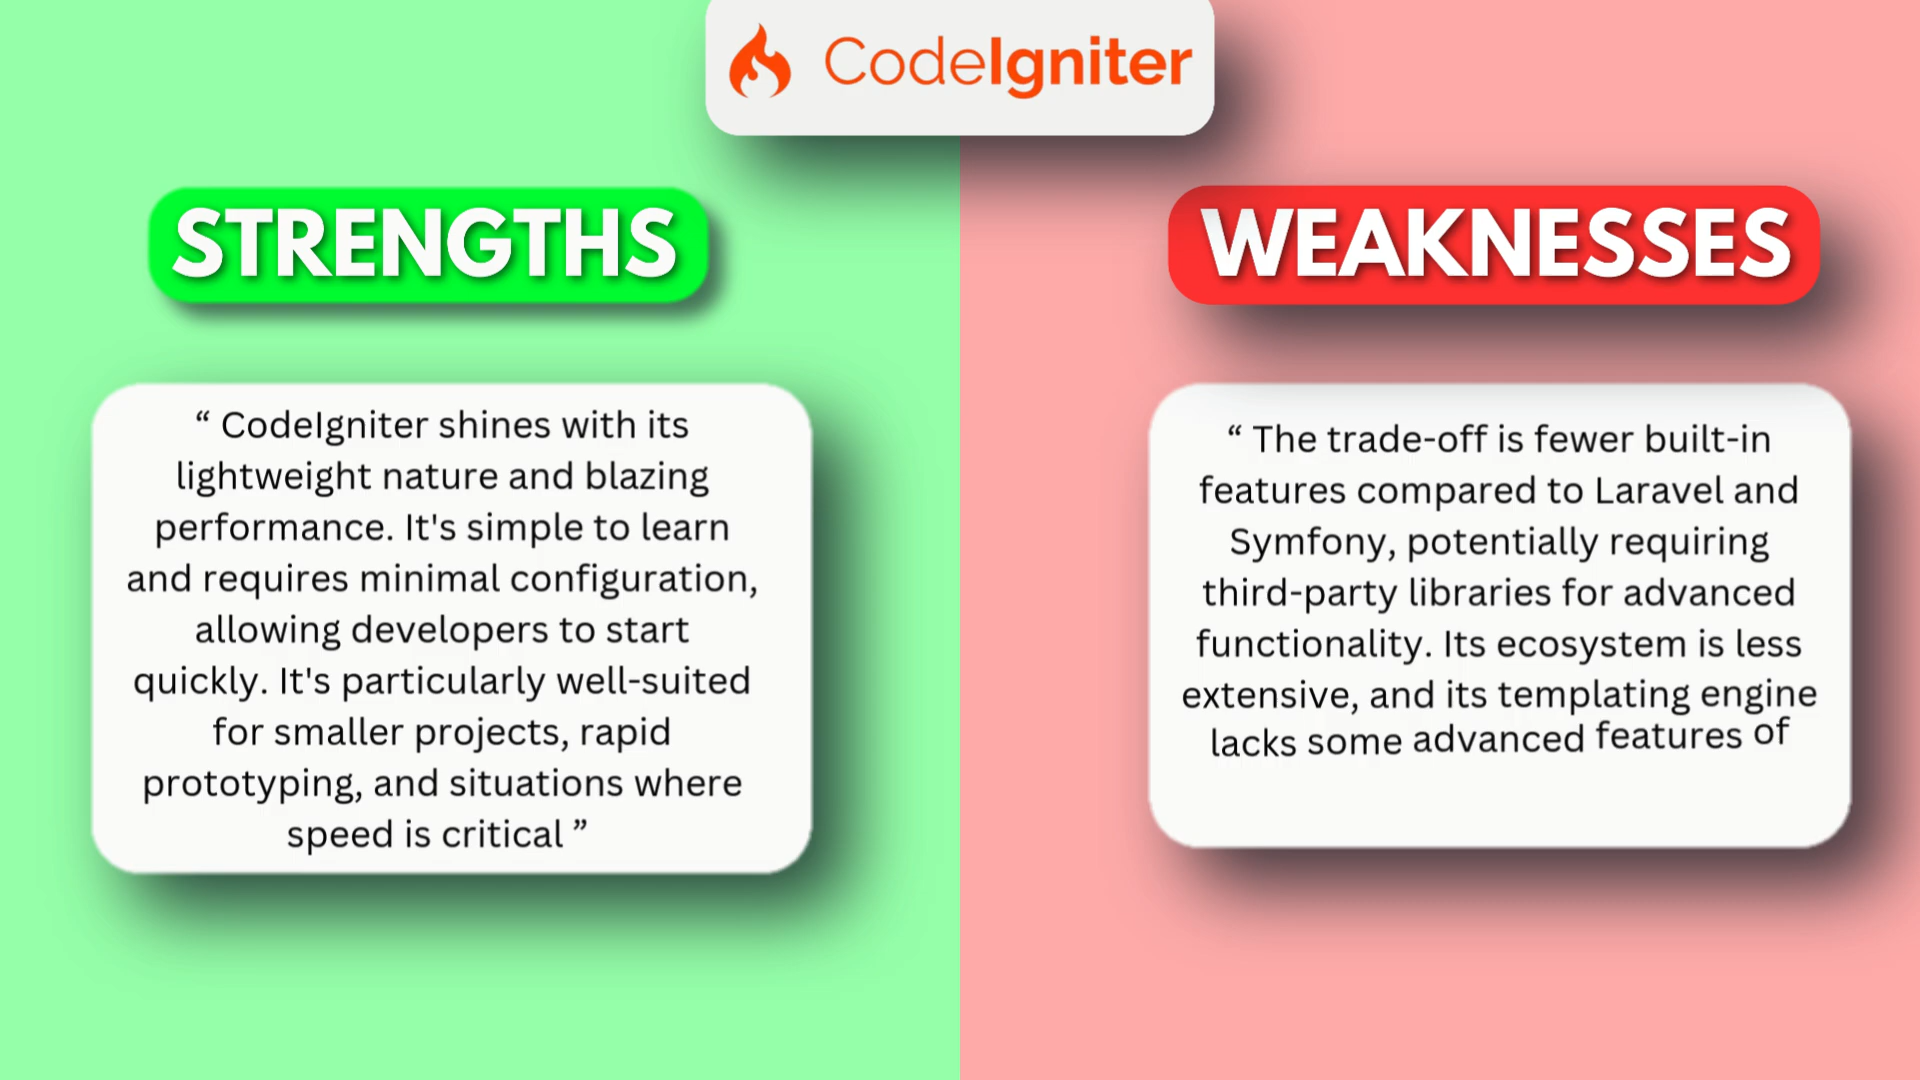 CodeIgniter
STRENGTHS
“ CodeIgniter shines with its
lightweight nature and blazing
performance. It's simple to learn
and requires minimal configuration,
allowing developers to start
quickly. It's particularly well-suited
for smaller projects, rapid
prototyping, and situations where
speed is critical ”
WEAKNESSES
“ The trade-off is fewer built-in
features compared to Laravel and
Symfony, potentially requiring
third-party libraries for advanced
functionality. Its ecosystem is less
extensive, and its templating engine
lacks some advanced features of